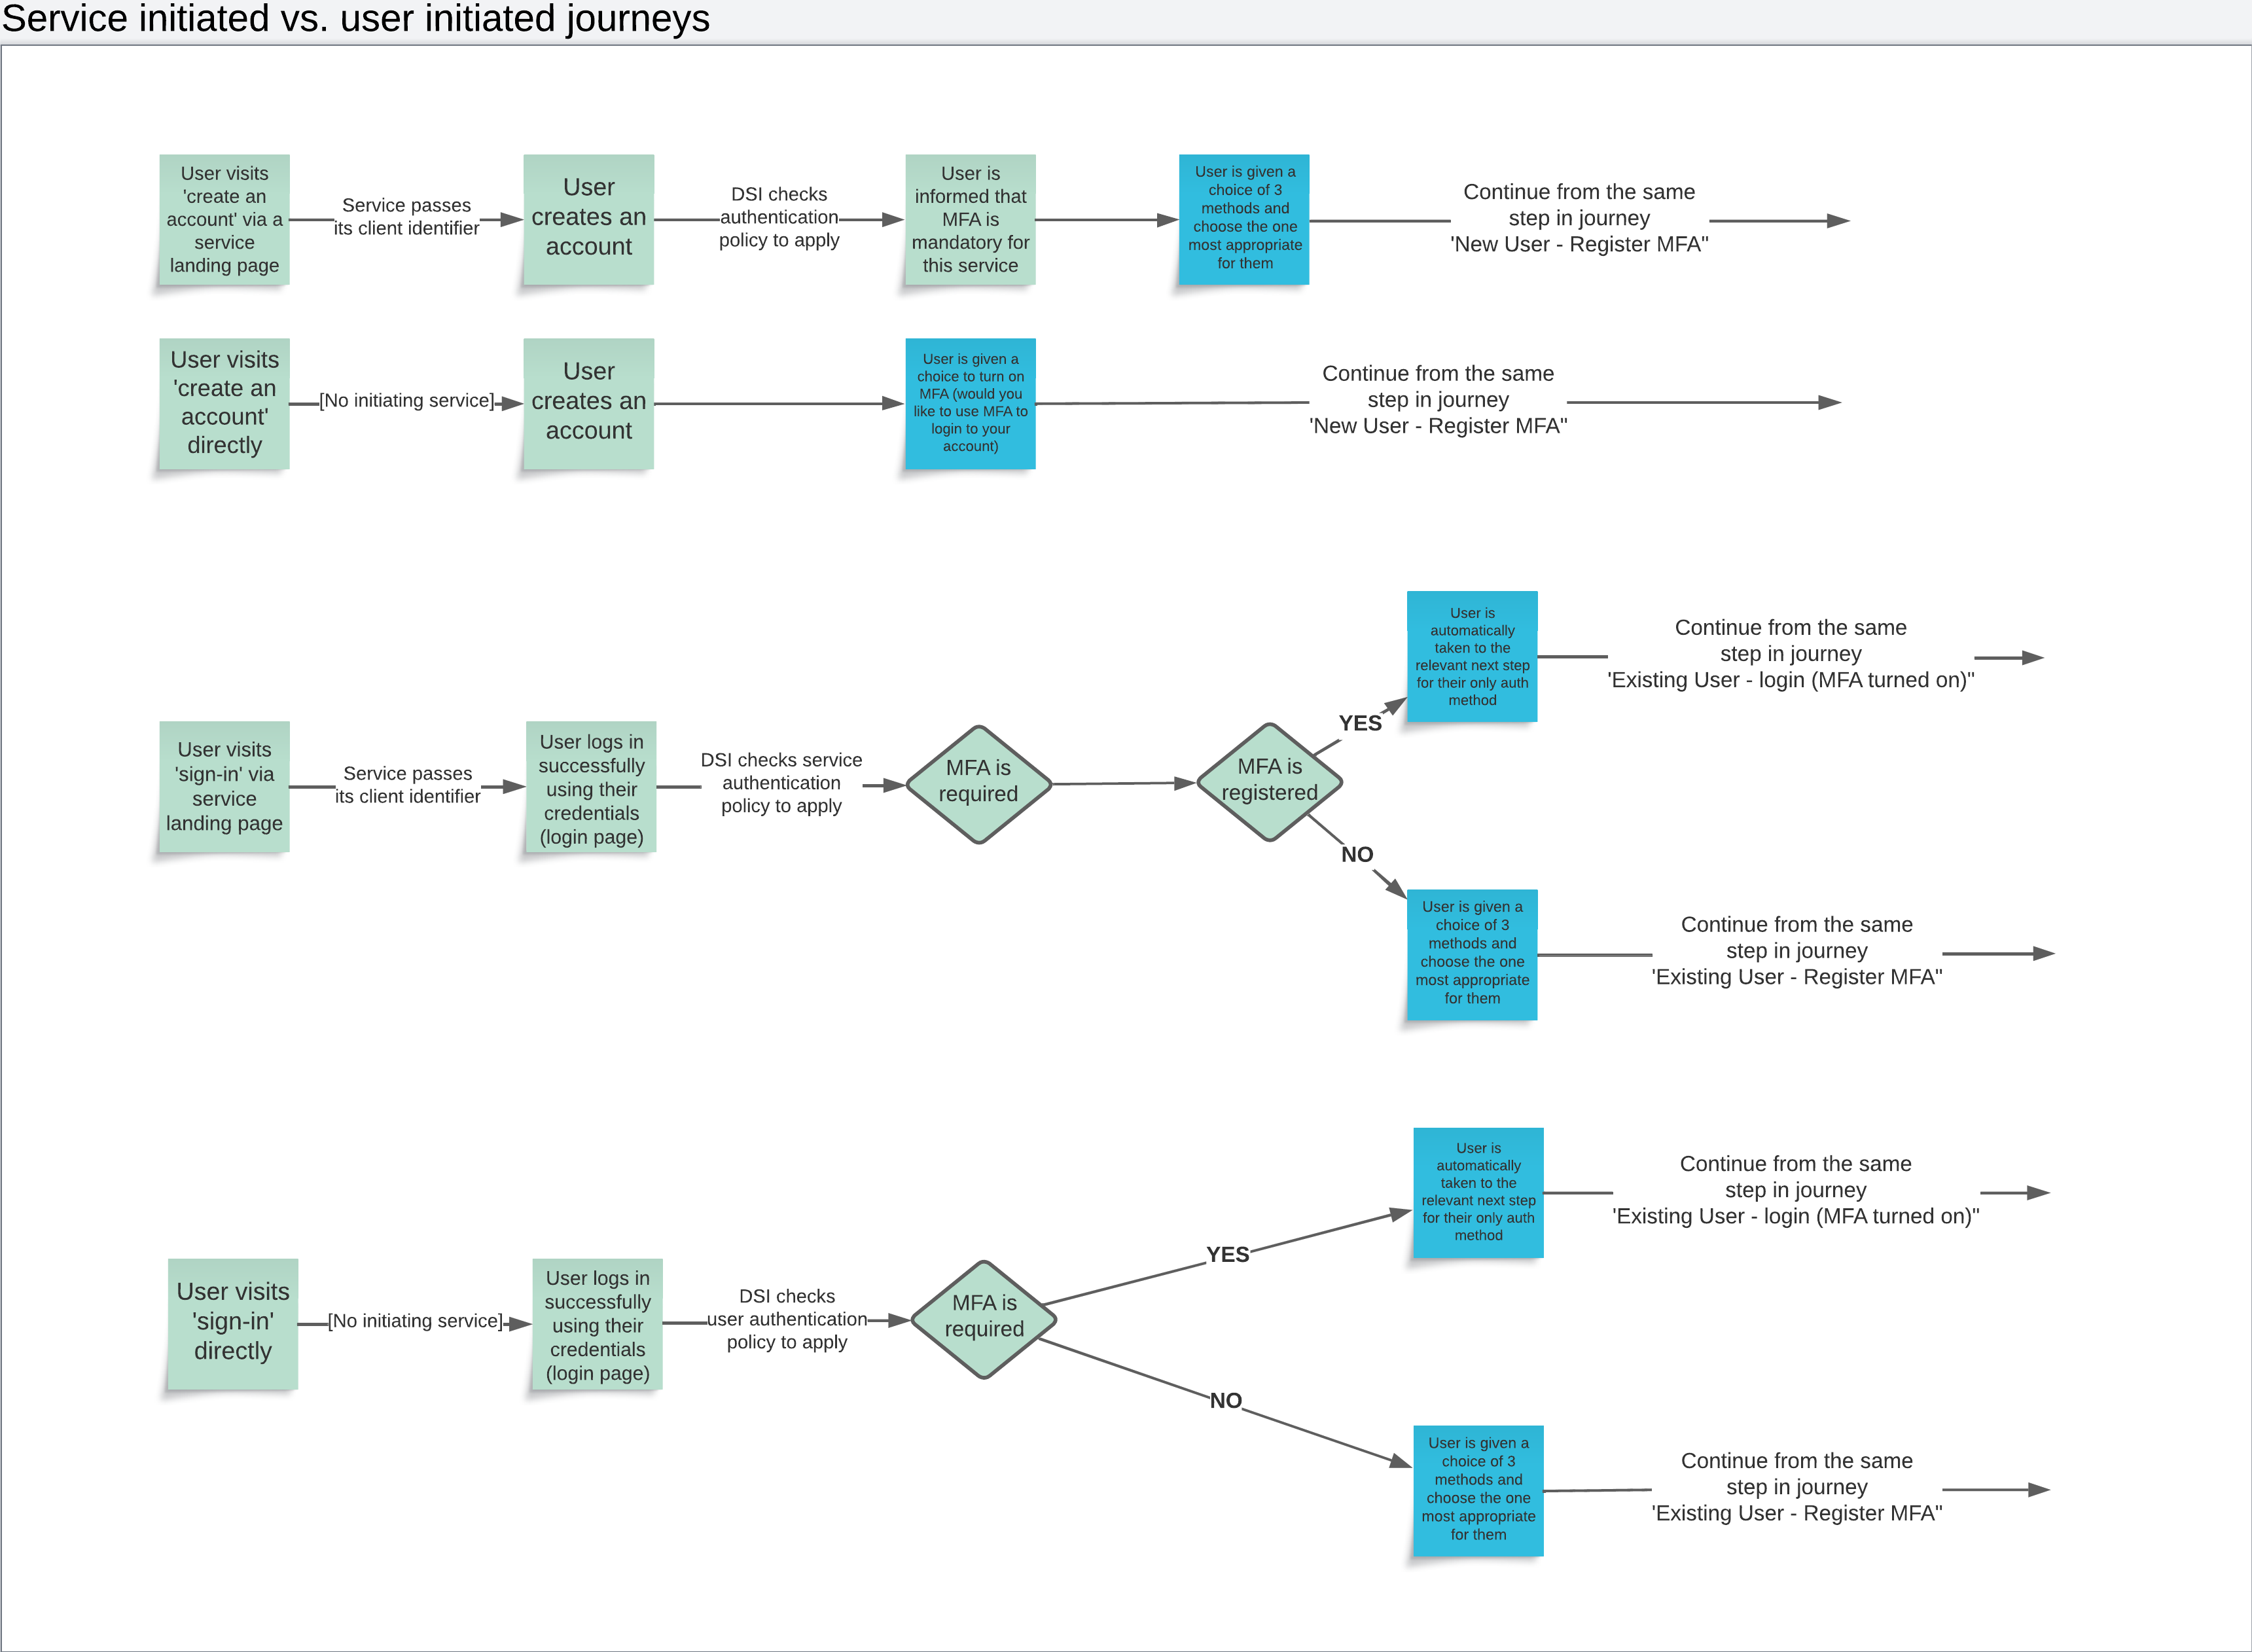 Service initiated vs. user initiated journeys
User visits
'create an
account' via a
service
landing page
Service passes
its client identifier
User
creates an
account
DSI checks
authentication
policy to apply
User is
informed that
MFA is
mandatory for
this service
User is given a
choice of 3
methods and
choose the one
most appropriate
for them
Continue from the same
step in journey
'New User - Register MFA"
User visits
'create an
account'
directly
[No initiating service]
User
creates an
account
User is given a
choice to turn on
MFA (would you
like to use MFA to
login to your
account)
Continue from the same
step in journey
'New User - Register MFA"
User visits
'sign-in' via
service
landing page
Service passes
its client identifier
User logs in
successfully
using their
credentials
(login page)
DSI checks service
authentication
policy to apply
MFA is
required
MFA is
registered
YES
User is
automatically
taken to the
relevant next step
for their only auth
method
Continue from the same
step in journey
'Existing User - login (MFA turned on)"
NO
User is given a
choice of 3
methods and
choose the one
most appropriate
for them
Continue from the same
step in journey
'Existing User - Register MFA"
User visits
'sign-in'
directly
[No initiating service]
User logs in
successfully
using their
credentials
(login page)
DSI checks
user authentication
policy to apply
MFA is
required
YES
User is
automatically
taken to the
relevant next step
for their only auth
method
Continue from the same
step in journey
'Existing User - login (MFA turned on)"
NO
User is given a
choice of 3
methods and
choose the one
most appropriate
for them
Continue from the same
step in journey
'Existing User - Register MFA"